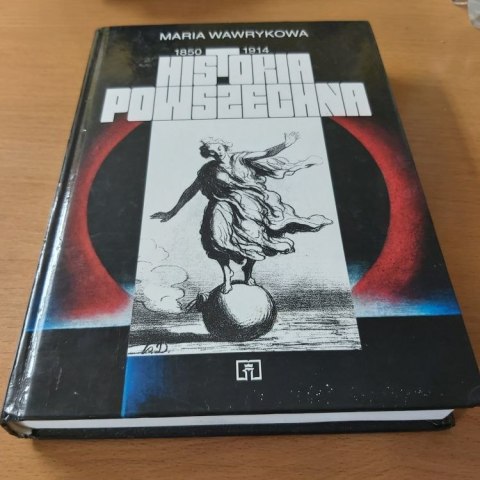 MARIA WAWRYKOWA
1850 1914
HISTORIA
POWSZECHNA
h.D.